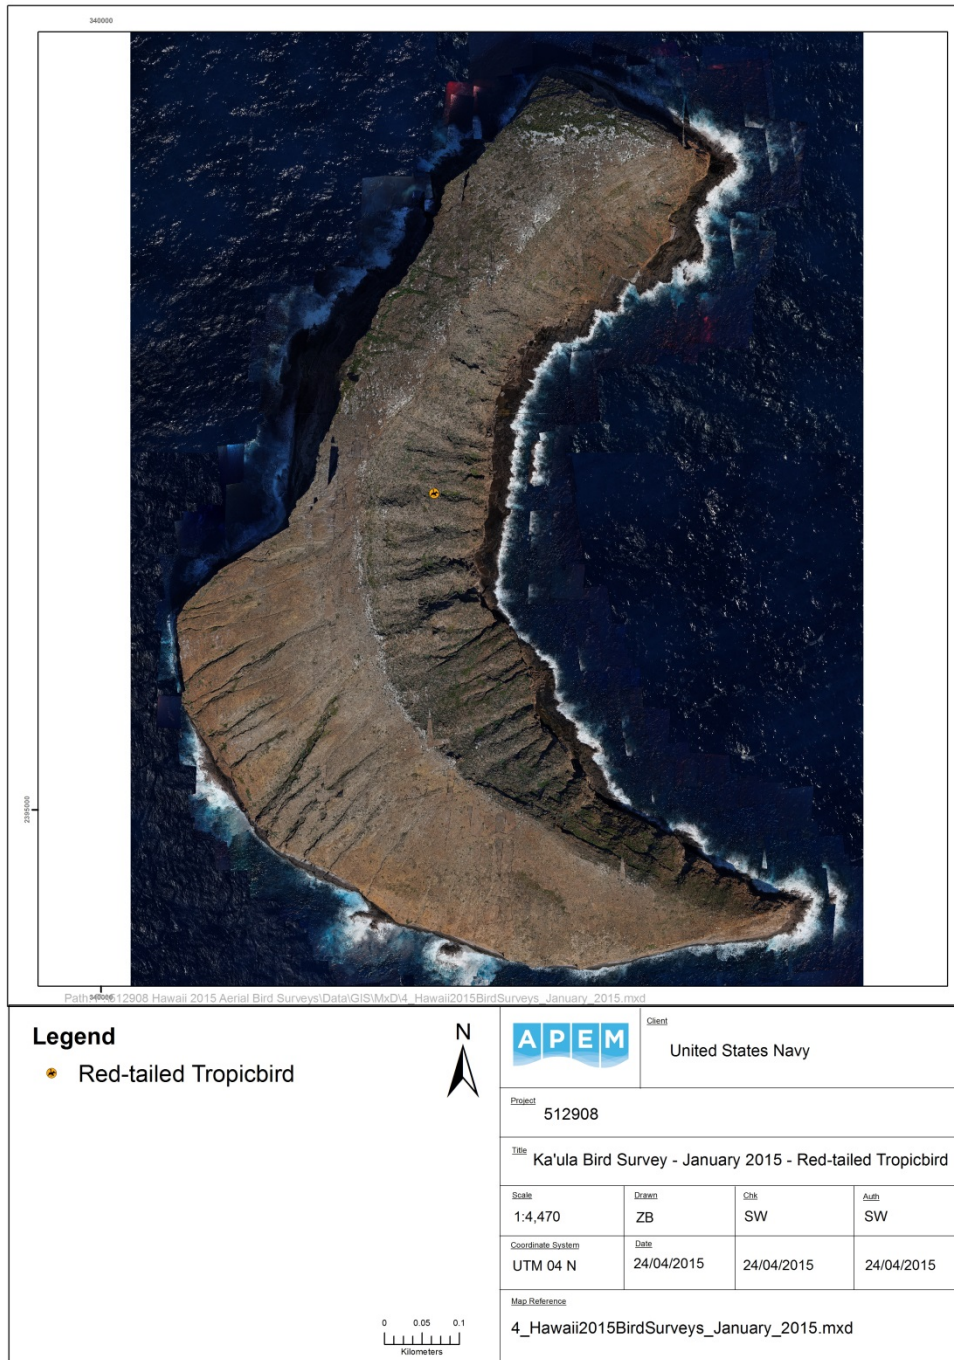 340000
2395000
340000
Path: 512908 Hawaii 2015 Aerial Bird Surveys\Data\GIS\MxD\4_Hawaii2015BirdSurveys_January_2015.mxd
Legend
Red-tailed Tropicbird
N
0 0.05 0.1
Kilometers
APEM
Client
United States Navy
Project
512908
Title
Ka'ula Bird Survey - January 2015 - Red-tailed Tropicbird
Scale
1:4,470
Drawn
ZB
Chk
SW
Auth
SW
Coordinate System
UTM 04 N
Date
24/04/2015
24/04/2015
24/04/2015
Map Reference
4_Hawaii2015BirdSurveys_January_2015.mxd